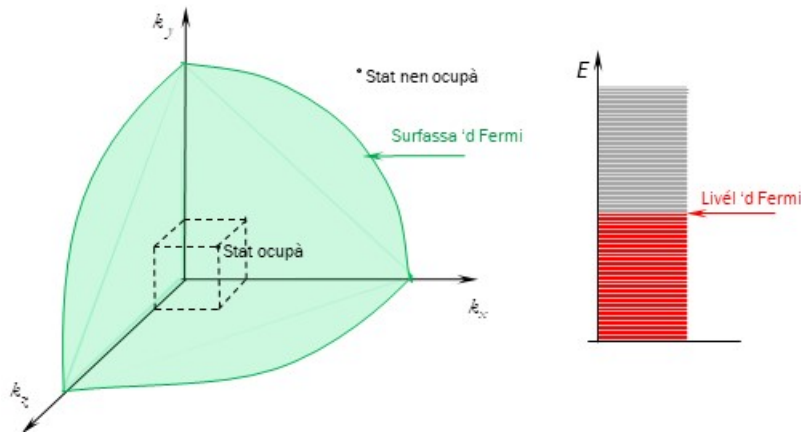 k_y
Stat nen ocupà
E
Surfassa ‘d Fermi
Livél ‘d Fermi
Stat ocupà
k_x
k_z